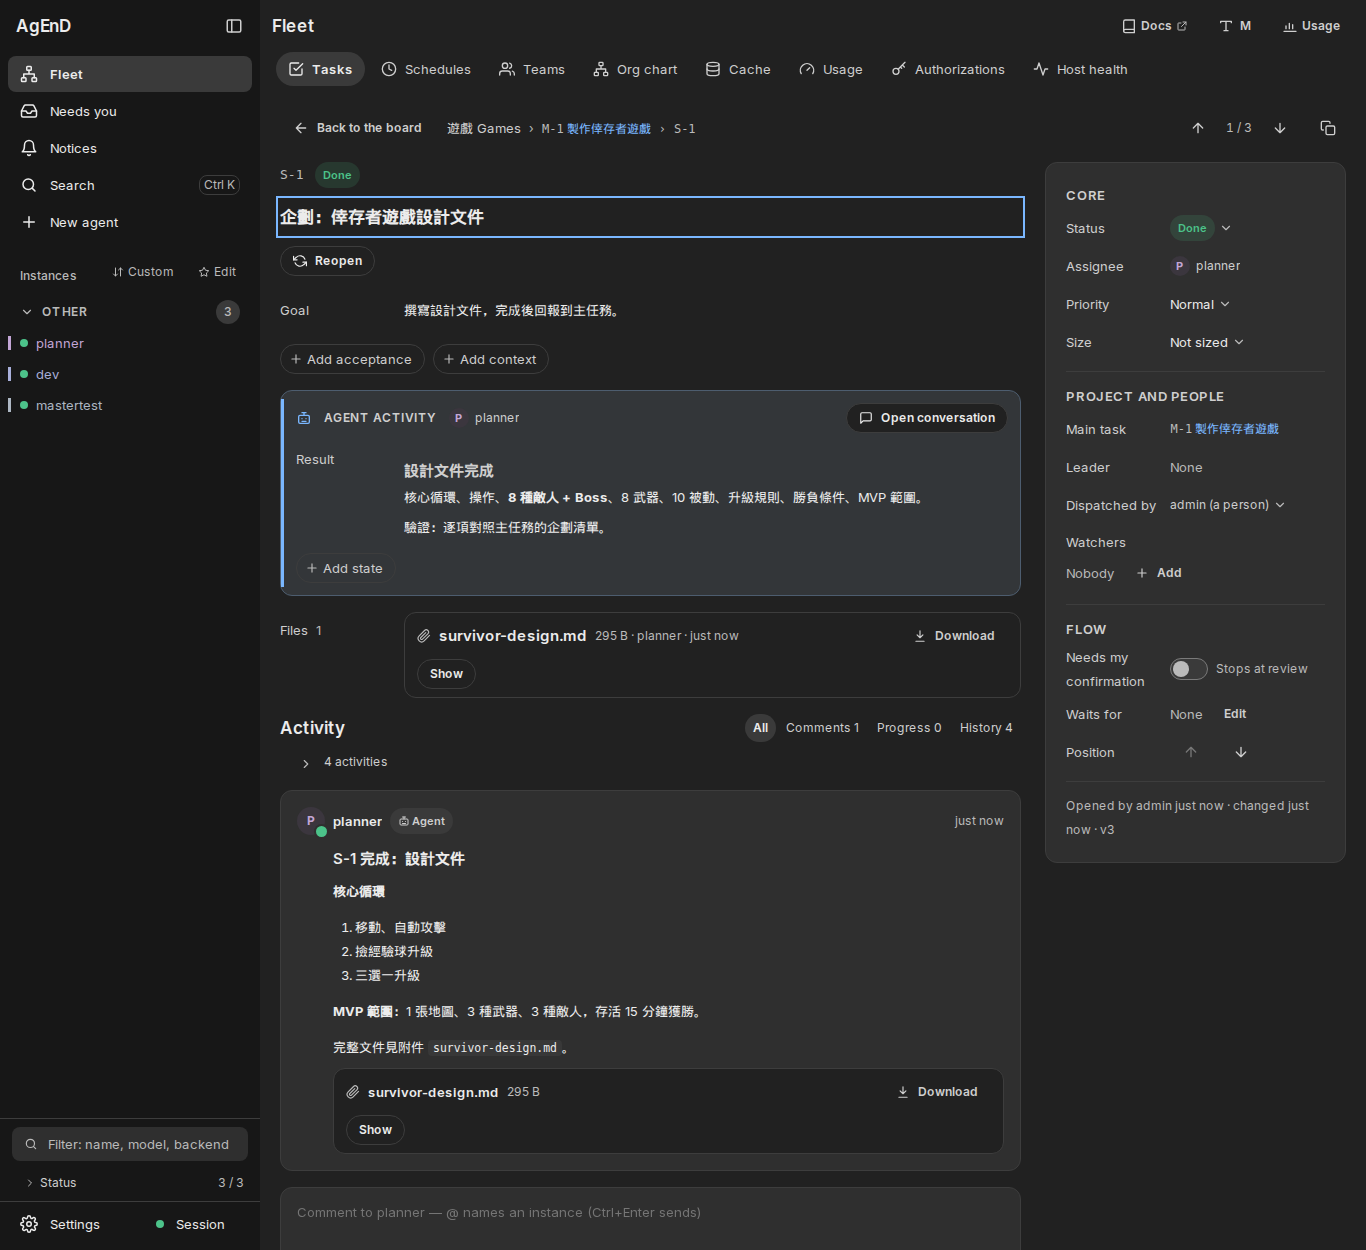 AgEnD
Fleet
Needs you
Notices
Search
Ctrl K
New agent
Instances
Custom
Edit
OTHER
3
planner
dev
mastertest
Filter: name, model, backend
Status
3 / 3
Settings
Session
Fleet
Docs
M
Usage
Tasks
Schedules
Teams
Org chart
Cache
Usage
Authorizations
Host health
Back to the board
遊戲 Games › M-1 製作倖存者遊戲 › S-1
1 / 3
S-1
Done
企劃：倖存者遊戲設計文件
Reopen
Goal
撰寫設計文件，完成後回報到主任務。
Add acceptance
Add context
AGENT ACTIVITY
P
planner
Open conversation
Result
設計文件完成
核心循環、操作、8 種敵人 + Boss、8 武器、10 被動、升級規則、勝負條件、MVP 範圍。
驗證：逐項對照主任務的企劃清單。
Add state
Files 1
survivor-design.md 295 B · planner · just now
Download
Show
Activity
All
Comments 1
Progress 0
History 4
4 activities
P
planner
Agent
just now
S-1 完成：設計文件
核心循環
1. 移動、自動攻擊
2. 撿經驗球升級
3. 三選一升級
MVP 範圍：1 張地圖、3 種武器、3 種敵人，存活 15 分鐘獲勝。
完整文件見附件 survivor-design.md。
survivor-design.md 295 B
Download
Show
Comment to planner — @ names an instance (Ctrl+Enter sends)
CORE
Status
Done
Assignee
P
planner
Priority
Normal
Size
Not sized
PROJECT AND PEOPLE
Main task
M-1 製作倖存者遊戲
Leader
None
Dispatched by
admin (a person)
Watchers
Nobody
Add
FLOW
Needs my
confirmation
Stops at review
Waits for
None
Edit
Position
Opened by admin just now · changed just
now · v3